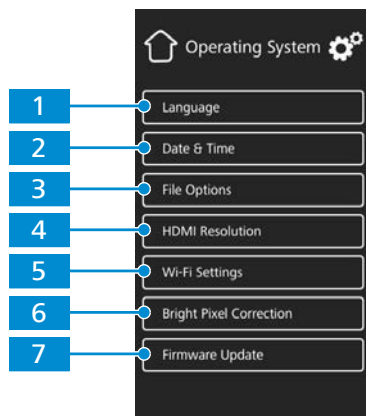 Operating System
1 Language
2 Date & Time
3 File Options
4 HDMI Resolution
5 Wi-Fi Settings
6 Bright Pixel Correction
7 Firmware Update